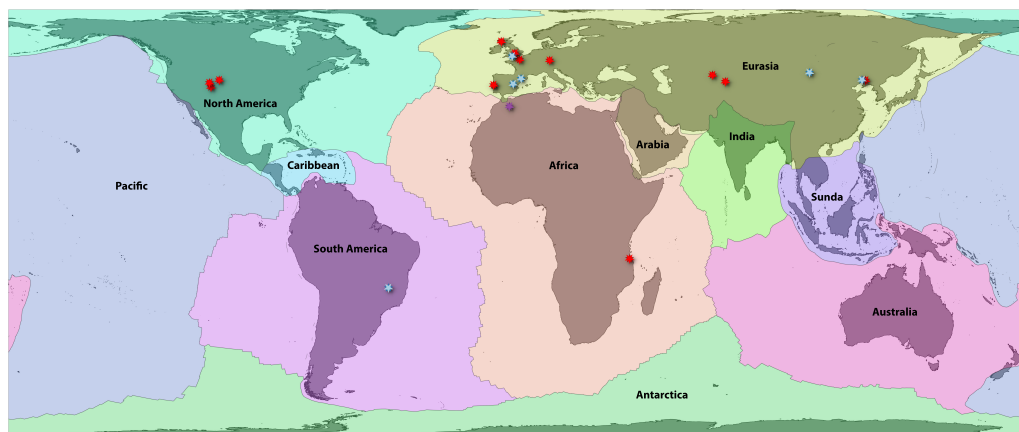 Eurasia
North America
India
Arabia
Caribbean
Africa
Pacific
Sunda
South America
Australia
Antarctica